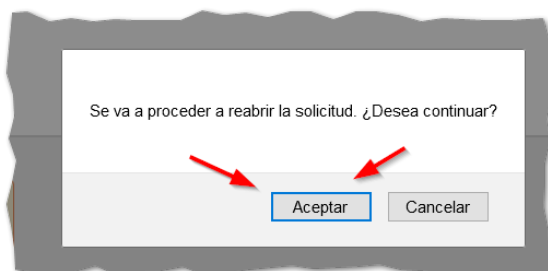 Se va a proceder a reabrir la solicitud. ¿Desea continuar?
Aceptar Cancelar